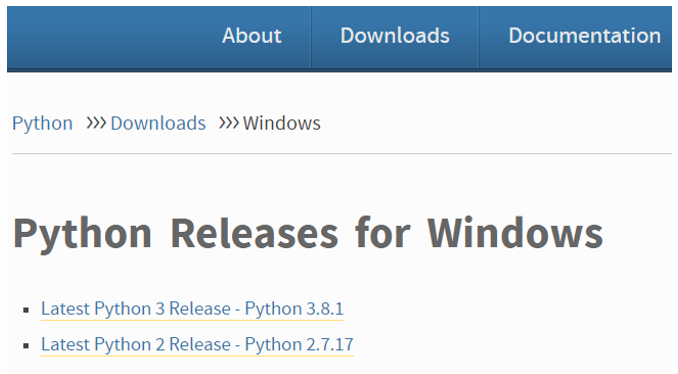 About Downloads Documentation
Python >>> Downloads >>> Windows
Python Releases for Windows
Latest Python 3 Release - Python 3.8.1
Latest Python 2 Release - Python 2.7.17